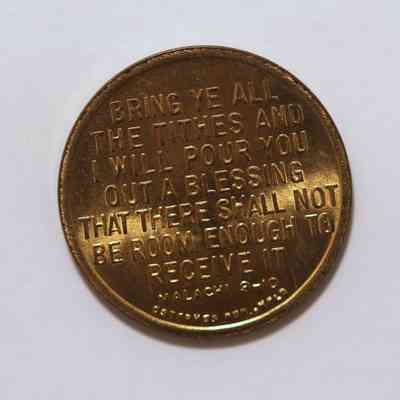 BRING YE ALL
THE TITHES AND
I WILL POUR YOU
OUT A BLESSING
THAT THERE SHALL NOT
BE ROOM ENOUGH TO
RECEIVE IT
MALACHI 3-10